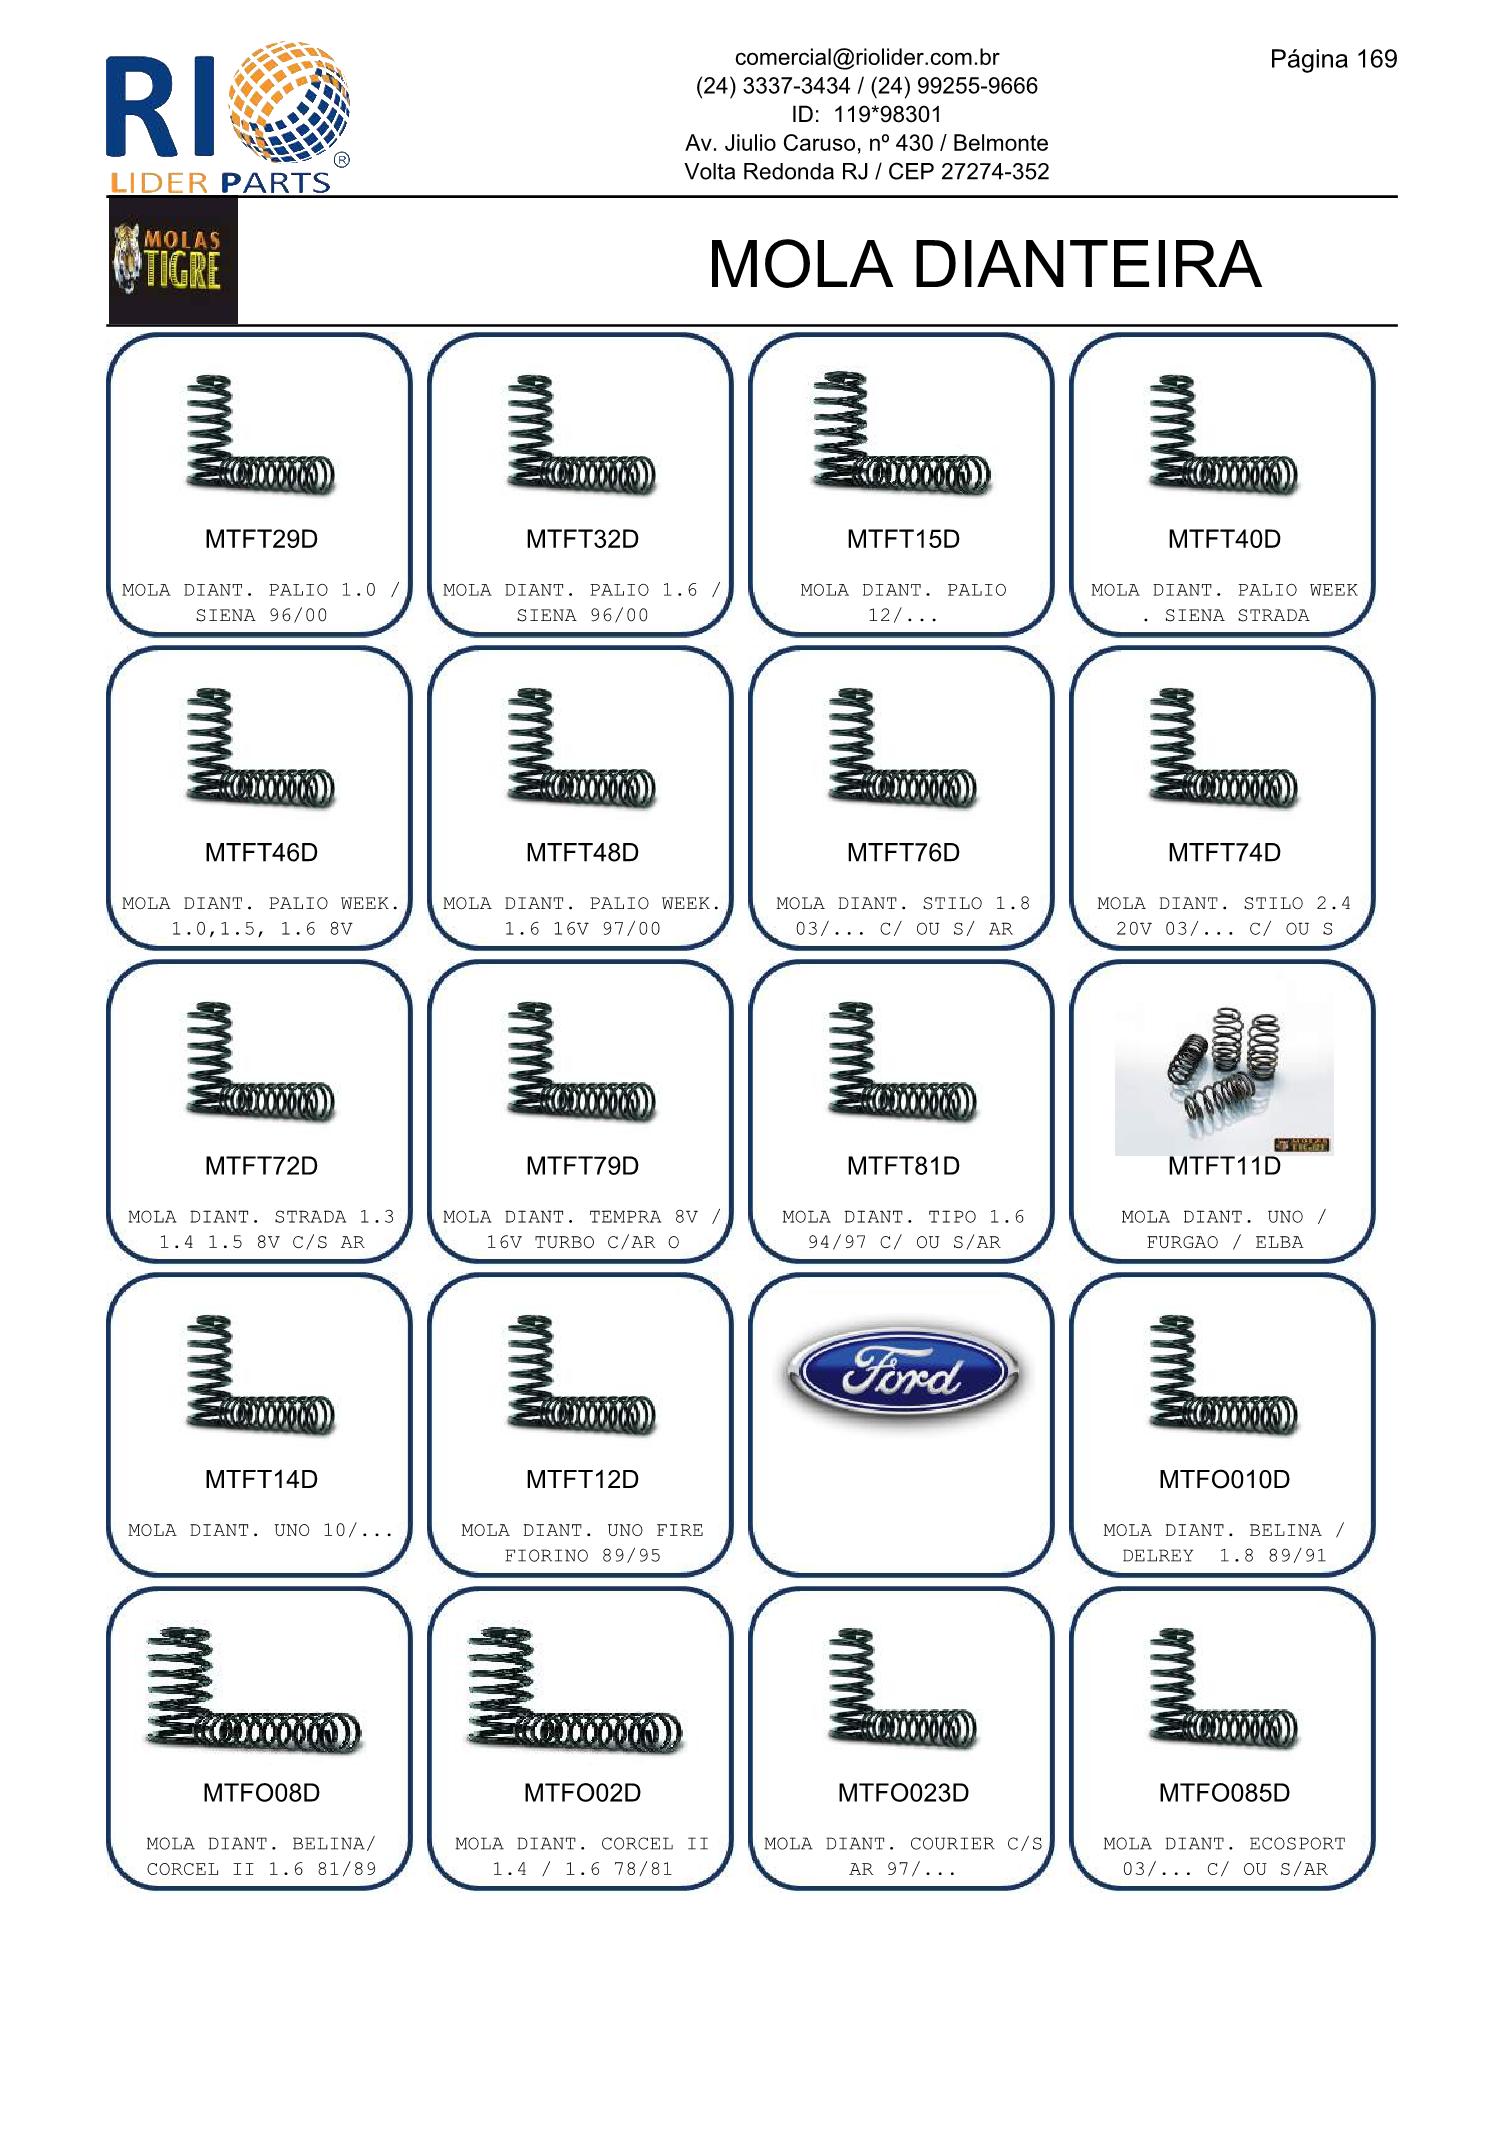 RIO
®
LIDER PARTS
comercial@riolider.com.br
(24) 3337-3434 / (24) 99255-9666
ID:  119*98301
Av. Jiulio Caruso, nº 430 / Belmonte
Volta Redonda RJ / CEP 27274-352
Página 169
MOLAS
TIGRE
MOLA DIANTEIRA
MTFT29D
MOLA DIANT. PALIO 1.0 /
SIENA 96/00
MTFT32D
MOLA DIANT. PALIO 1.6 /
SIENA 96/00
MTFT15D
MOLA DIANT. PALIO
12/...
MTFT40D
MOLA DIANT. PALIO WEEK
. SIENA STRADA
MTFT46D
MOLA DIANT. PALIO WEEK.
1.0,1.5, 1.6 8V
MTFT48D
MOLA DIANT. PALIO WEEK.
1.6 16V 97/00
MTFT76D
MOLA DIANT. STILO 1.8
03/... C/ OU S/ AR
MTFT74D
MOLA DIANT. STILO 2.4
20V 03/... C/ OU S
MTFT72D
MOLA DIANT. STRADA 1.3
1.4 1.5 8V C/S AR
MTFT79D
MOLA DIANT. TEMPRA 8V /
16V TURBO C/AR O
MTFT81D
MOLA DIANT. TIPO 1.6
94/97 C/ OU S/AR
MOLAS
TIGRE
MTFT11D
MOLA DIANT. UNO /
FURGAO / ELBA
MTFT14D
MOLA DIANT. UNO 10/...
MTFT12D
MOLA DIANT. UNO FIRE
FIORINO 89/95
Ford
MTFO010D
MOLA DIANT. BELINA /
DELREY  1.8 89/91
MTFO08D
MOLA DIANT. BELINA/
CORCEL II 1.6 81/89
MTFO02D
MOLA DIANT. CORCEL II
1.4 / 1.6 78/81
MTFO023D
MOLA DIANT. COURIER C/S
AR 97/...
MTFO085D
MOLA DIANT. ECOSPORT
03/... C/ OU S/AR